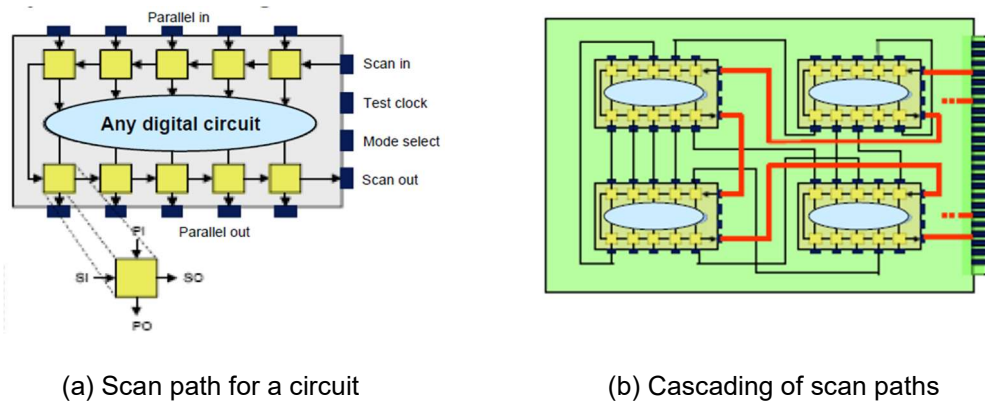 Parallel in
Scan in
Test clock
Any digital circuit
Mode select
Scan out
Parallel out
PI
SI
SO
PO
(a) Scan path for a circuit
(b) Cascading of scan paths